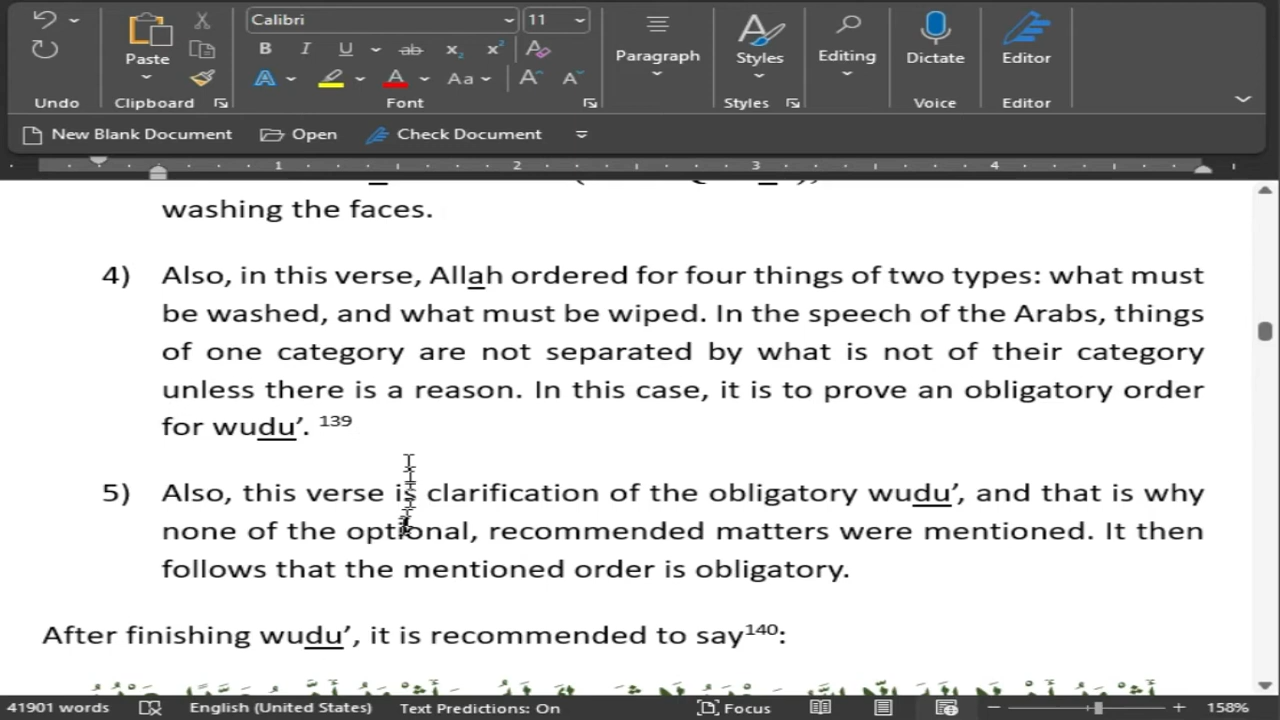 Calibri 11
Paste Paragraph Styles Editing Dictate Editor
B I U ab x₂ x² A
A A Aa A A
Undo Clipboard Font Styles Voice Editor
New Blank Document Open Check Document
1 2 3 4
washing the faces.
4) Also, in this verse, Allah ordered for four things of two types: what must
be washed, and what must be wiped. In the speech of the Arabs, things
of one category are not separated by what is not of their category
unless there is a reason. In this case, it is to prove an obligatory order
for wudu’. 139
5) Also, this verse is clarification of the obligatory wudu’, and that is why
none of the optional, recommended matters were mentioned. It then
follows that the mentioned order is obligatory.
After finishing wudu’, it is recommended to say140:
41901 words English (United States) Text Predictions: On Focus 158%